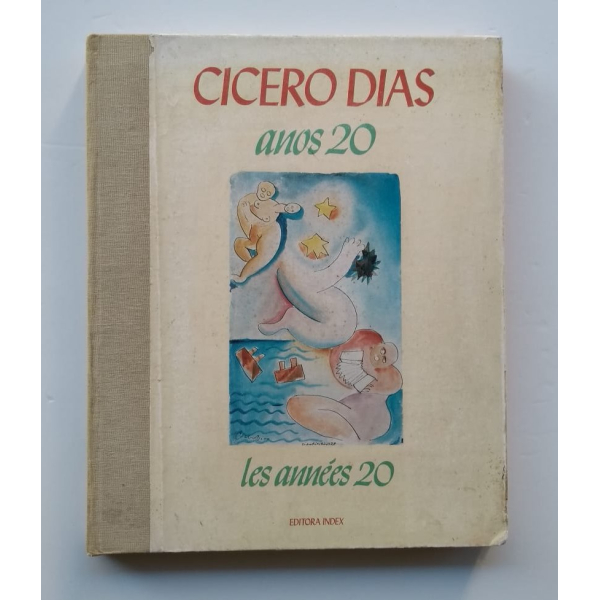 CICERO DIAS
anos 20
les années 20
EDITORA INDEX